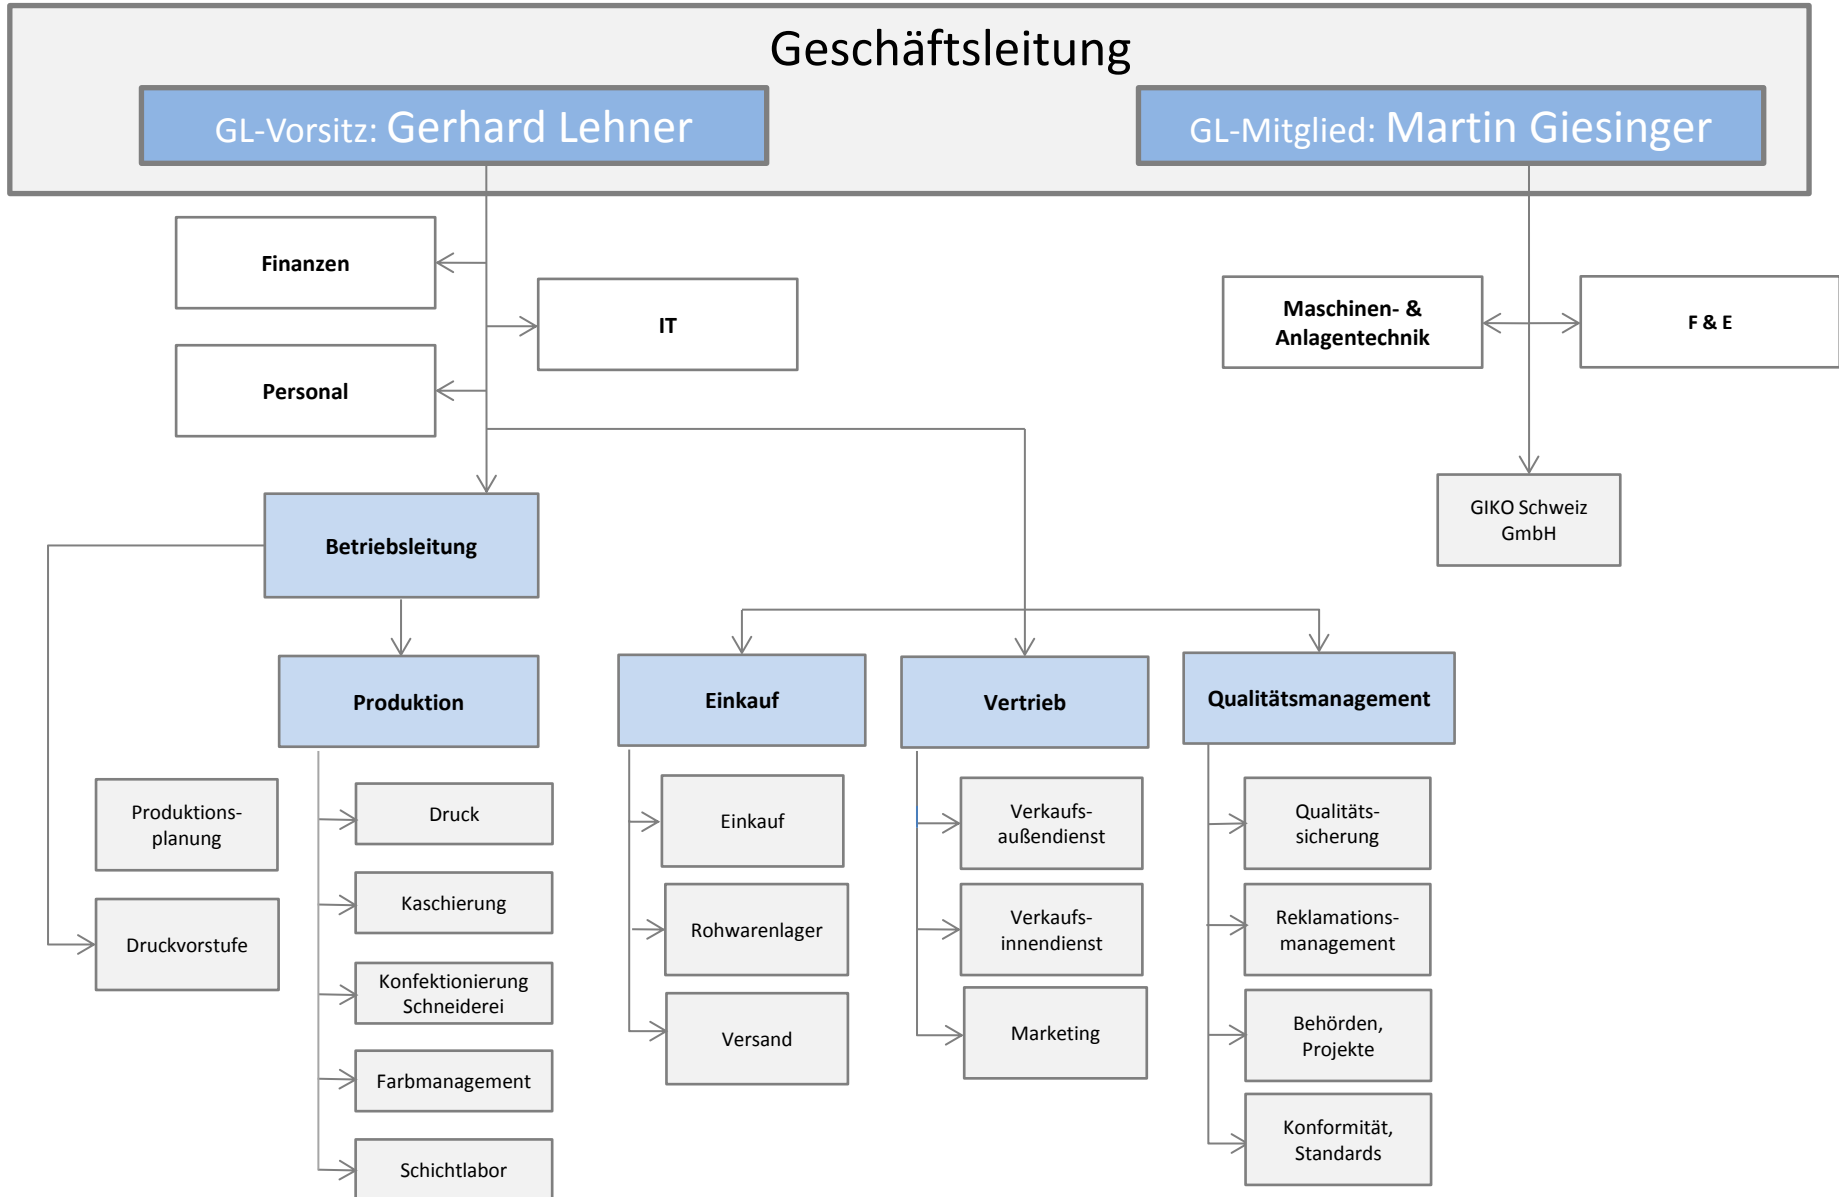 Geschäftsleitung
GL-Vorsitz: Gerhard Lehner
GL-Mitglied: Martin Giesinger
Finanzen
IT
Personal
Maschinen- &
Anlagentechnik
F & E
GIKO Schweiz
GmbH
Betriebsleitung
Produktion
Einkauf
Vertrieb
Qualitätsmanagement
Produktions-
planung
Druckvorstufe
Druck
Kaschierung
Konfektionierung
Schneiderei
Farbmanagement
Schichtlabor
Einkauf
Rohwarenlager
Versand
Verkaufs-
außendienst
Verkaufs-
innendienst
Marketing
Qualitäts-
sicherung
Reklamations-
management
Behörden,
Projekte
Konformität,
Standards